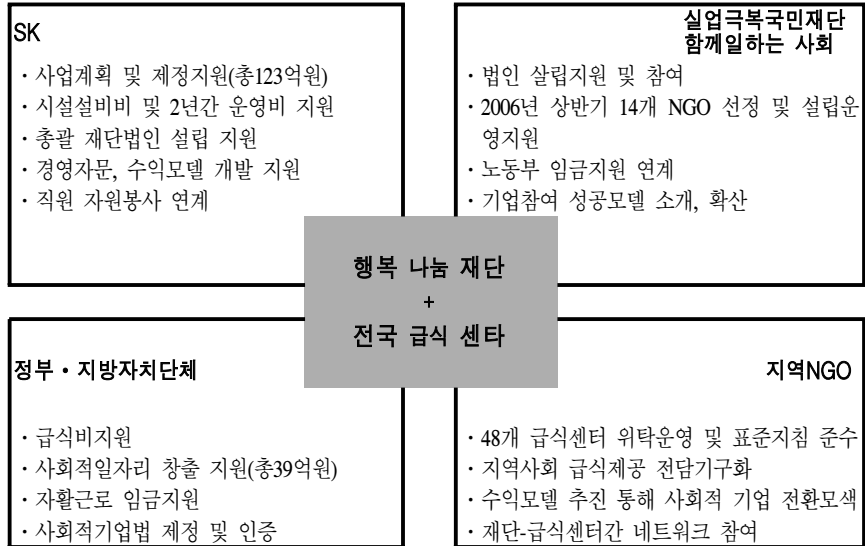 SK
· 사업계획 및 제정지원(총123억원)
· 시설설비비 및 2년간 운영비 지원
· 총괄 재단법인 설립 지원
· 경영자문, 수익모델 개발 지원
· 직원 자원봉사 연계
실업극복국민재단
함께일하는 사회
· 법인 살립지원 및 참여
· 2006년 상반기 14개 NGO 선정 및 설립운
영지원
· 노동부 임금지원 연계
· 기업참여 성공모델 소개, 확산
행복 나눔 재단
+
전국 급식 센타
정부·지방자치단체
· 급식비지원
· 사회적일자리 창출 지원(총39억원)
· 자활근로 임금지원
· 사회적기업법 제정 및 인증
지역NGO
· 48개 급식센터 위탁운영 및 표준지침 준수
· 지역사회 급식제공 전담기구화
· 수익모델 추진 통해 사회적 기업 전환모색
· 재단-급식센터간 네트워크 참여